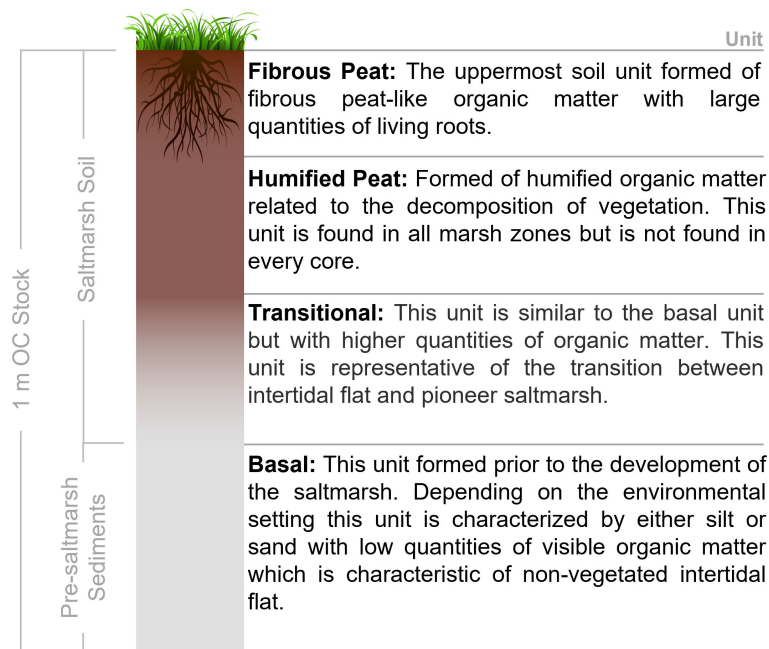 Unit
Fibrous Peat: The uppermost soil unit formed of
fibrous peat-like organic matter with large
quantities of living roots.
Humified Peat: Formed of humified organic matter
related to the decomposition of vegetation. This
unit is found in all marsh zones but is not found in
every core.
Transitional: This unit is similar to the basal unit
but with higher quantities of organic matter. This
unit is representative of the transition between
intertidal flat and pioneer saltmarsh.
Basal: This unit formed prior to the development of
the saltmarsh. Depending on the environmental
setting this unit is characterized by either silt or
sand with low quantities of visible organic matter
which is characteristic of non-vegetated intertidal
flat.
1 m OC Stock
Saltmarsh Soil
Pre-saltmarsh
Sediments